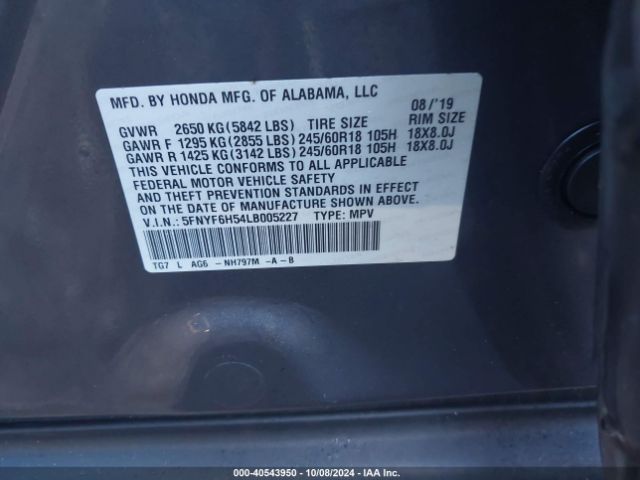 MFD. BY HONDA MFG. OF ALABAMA, LLC 08/'19
GVWR 2650 KG(5842 LBS) TIRE SIZE RIM SIZE
GAWR F 1295 KG(2855 LBS) 245/60R18 105H 18X8.0J
GAWR R 1425 KG(3142 LBS) 245/60R18 105H 18X8.0J
THIS VEHICLE CONFORMS TO ALL APPLICABLE
FEDERAL MOTOR VEHICLE SAFETY
AND THEFT PREVENTION STANDARDS IN EFFECT
ON THE DATE OF MANUFACTURE SHOWN ABOVE.
V.I.N.: 5FNYF6H54LB005227 TYPE: MPV
TG7 L AG6 -NH797M -A-B
000-40543950 | 10/08/2024 | IAA Inc.